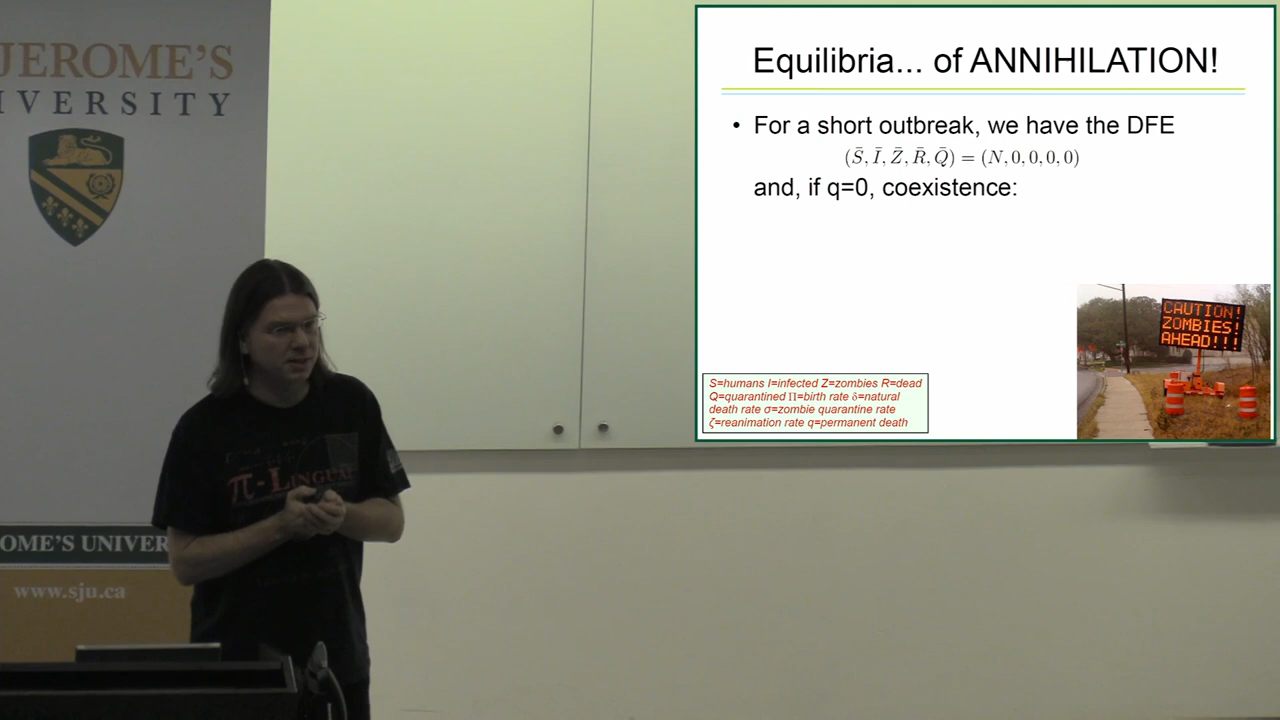 JEROME'S
IVERSITY
OME'S UNIVER
www.sju.ca
π-LINGUAL
Equilibria... of ANNIHILATION!
• For a short outbreak, we have the DFE
(S̄, Ī, Z̄, R̄, Q̄) = (N, 0, 0, 0, 0)
and, if q=0, coexistence:
CAUTION!
ZOMBIES!
AHEAD!!!
S=humans I=infected Z=zombies R=dead
Q=quarantined Π=birth rate δ=natural
death rate σ=zombie quarantine rate
ζ=reanimation rate q=permanent death